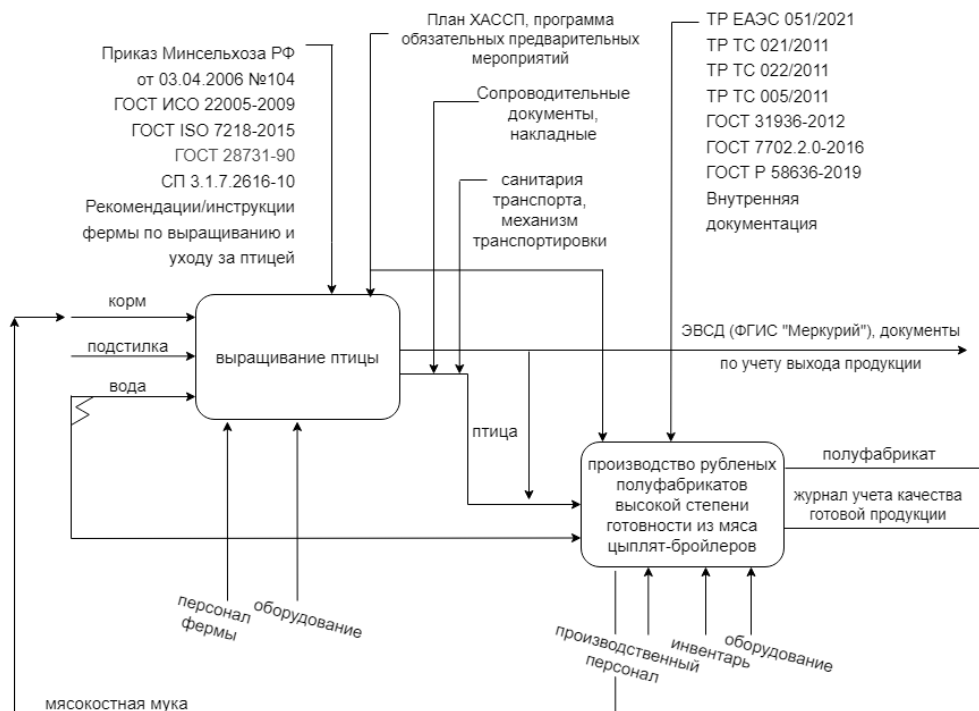 План ХАССП, программа
обязательных предварительных
мероприятий
ТР ЕАЭС 051/2021
ТР ТС 021/2011
ТР ТС 022/2011
ТР ТС 005/2011
ГОСТ 31936-2012
ГОСТ 7702.2.0-2016
ГОСТ Р 58636-2019
Внутренняя
документация
Приказ Минсельхоза РФ
от 03.04.2006 №104
ГОСТ ИСО 22005-2009
ГОСТ ISO 7218-2015
ГОСТ 28731-90
СП 3.1.7.2616-10
Рекомендации/инструкции
фермы по выращиванию и
уходу за птицей
Сопроводительные
документы,
накладные
санитария
транспорта,
механизм
транспортировки
корм
подстилка
вода
выращивание птицы
ЭВСД (ФГИС "Меркурий"), документы
по учету выхода продукции
птица
производство рубленых
полуфабрикатов
высокой степени
готовности из мяса
цыплят-бройлеров
полуфабрикат
журнал учета качества
готовой продукции
персонал
фермы
оборудование
производственный
персонал
инвентарь
оборудование
мясокостная мука